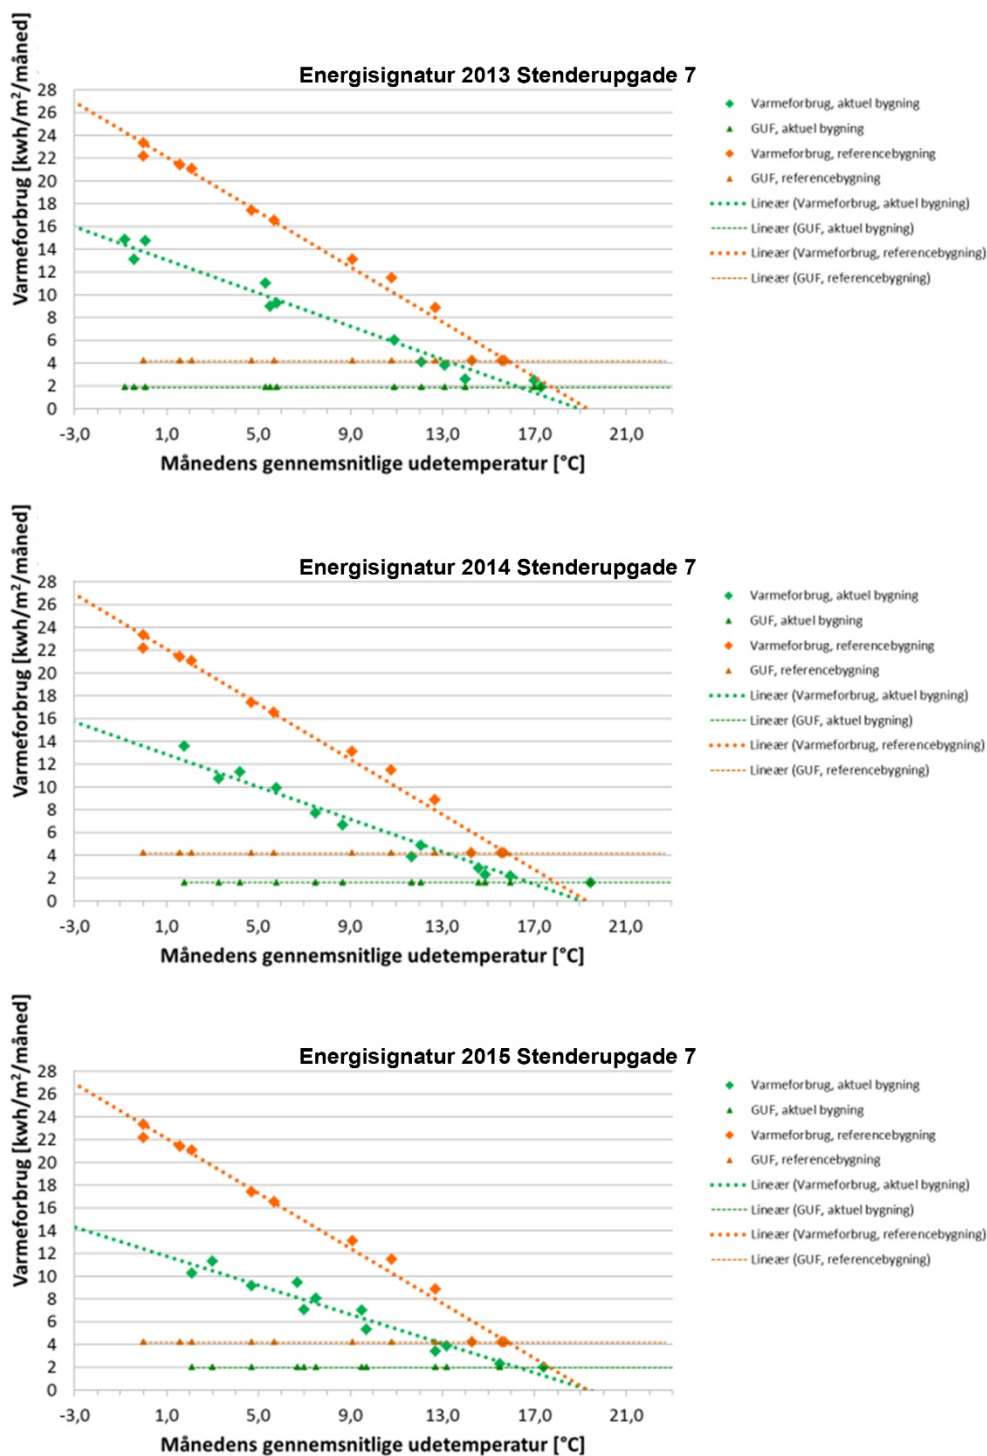 Energisignatur 2013 Stenderupgade 7
Varmeforbrug [kwh/m²/måned]
28
26
24
22
20
18
16
14
12
10
8
6
4
2
0
-3,0 1,0 5,0 9,0 13,0 17,0 21,0
Månedens gennemsnitlige udetemperatur [°C]
Varmeforbrug, aktuel bygning
GUF, aktuel bygning
Varmeforbrug, referencebygning
GUF, referencebygning
Lineær (Varmeforbrug, aktuel bygning)
Lineær (GUF, aktuel bygning)
Lineær (Varmeforbrug, referencebygning)
Lineær (GUF, referencebygning)
Energisignatur 2014 Stenderupgade 7
Varmeforbrug [kwh/m²/måned]
28
26
24
22
20
18
16
14
12
10
8
6
4
2
0
-3,0 1,0 5,0 9,0 13,0 17,0 21,0
Månedens gennemsnitlige udetemperatur [°C]
Varmeforbrug, aktuel bygning
GUF, aktuel bygning
Varmeforbrug, referencebygning
GUF, referencebygning
Lineær (Varmeforbrug, aktuel bygning)
Lineær (GUF, aktuel bygning)
Lineær (Varmeforbrug, referencebygning)
Lineær (GUF, referencebygning)
Energisignatur 2015 Stenderupgade 7
Varmeforbrug [kwh/m²/måned]
28
26
24
22
20
18
16
14
12
10
8
6
4
2
0
-3,0 1,0 5,0 9,0 13,0 17,0 21,0
Månedens gennemsnitlige udetemperatur [°C]
Varmeforbrug, aktuel bygning
GUF, aktuel bygning
Varmeforbrug, referencebygning
GUF, referencebygning
Lineær (Varmeforbrug, aktuel bygning)
Lineær (GUF, aktuel bygning)
Lineær (Varmeforbrug, referencebygning)
Lineær (GUF, referencebygning)